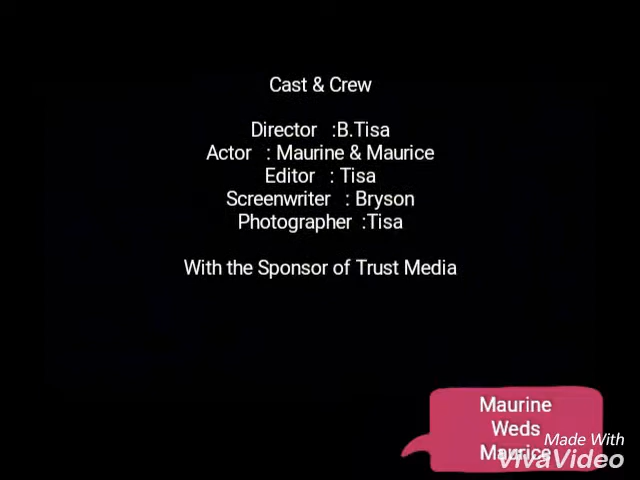 Cast & Crew
Director :B.Tisa
Actor : Maurine & Maurice
Editor : Tisa
Screenwriter : Bryson
Photographer :Tisa
With the Sponsor of Trust Media
Maurine
Weds
Maurice
Made With
VivaVideo